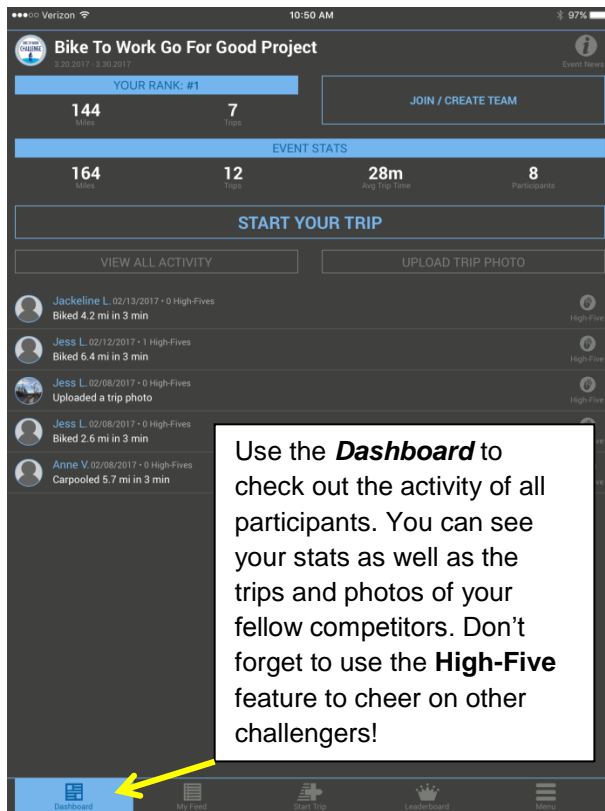 Verizon 10:50 AM 97%
BIKE TO WORK
CHALLENGE
Bike To Work Go For Good Project
3.20.2017 - 3.30.2017
Event News
YOUR RANK: #1
144 7
Miles Trips
JOIN / CREATE TEAM
EVENT STATS
164 12 28m 8
Miles Trips Avg Trip Time Participants
START YOUR TRIP
VIEW ALL ACTIVITY UPLOAD TRIP PHOTO
Jackeline L. 02/13/2017 • 0 High-Fives
Biked 4.2 mi in 3 min
High-Five
Jess L. 02/12/2017 • 1 High-Fives
Biked 6.4 mi in 3 min
High-Five
Jess L. 02/08/2017 • 0 High-Fives
Uploaded a trip photo
High-Five
Jess L. 02/08/2017 • 0 High-Fives
Biked 2.6 mi in 3 min
Anne V. 02/08/2017 • 0 High-Fives
Carpooled 5.7 mi in 3 min
Use the Dashboard to
check out the activity of all
participants. You can see
your stats as well as the
trips and photos of your
fellow competitors. Don't
forget to use the High-Five
feature to cheer on other
challengers!
Dashboard My Feed Start Trip Leaderboard Menu